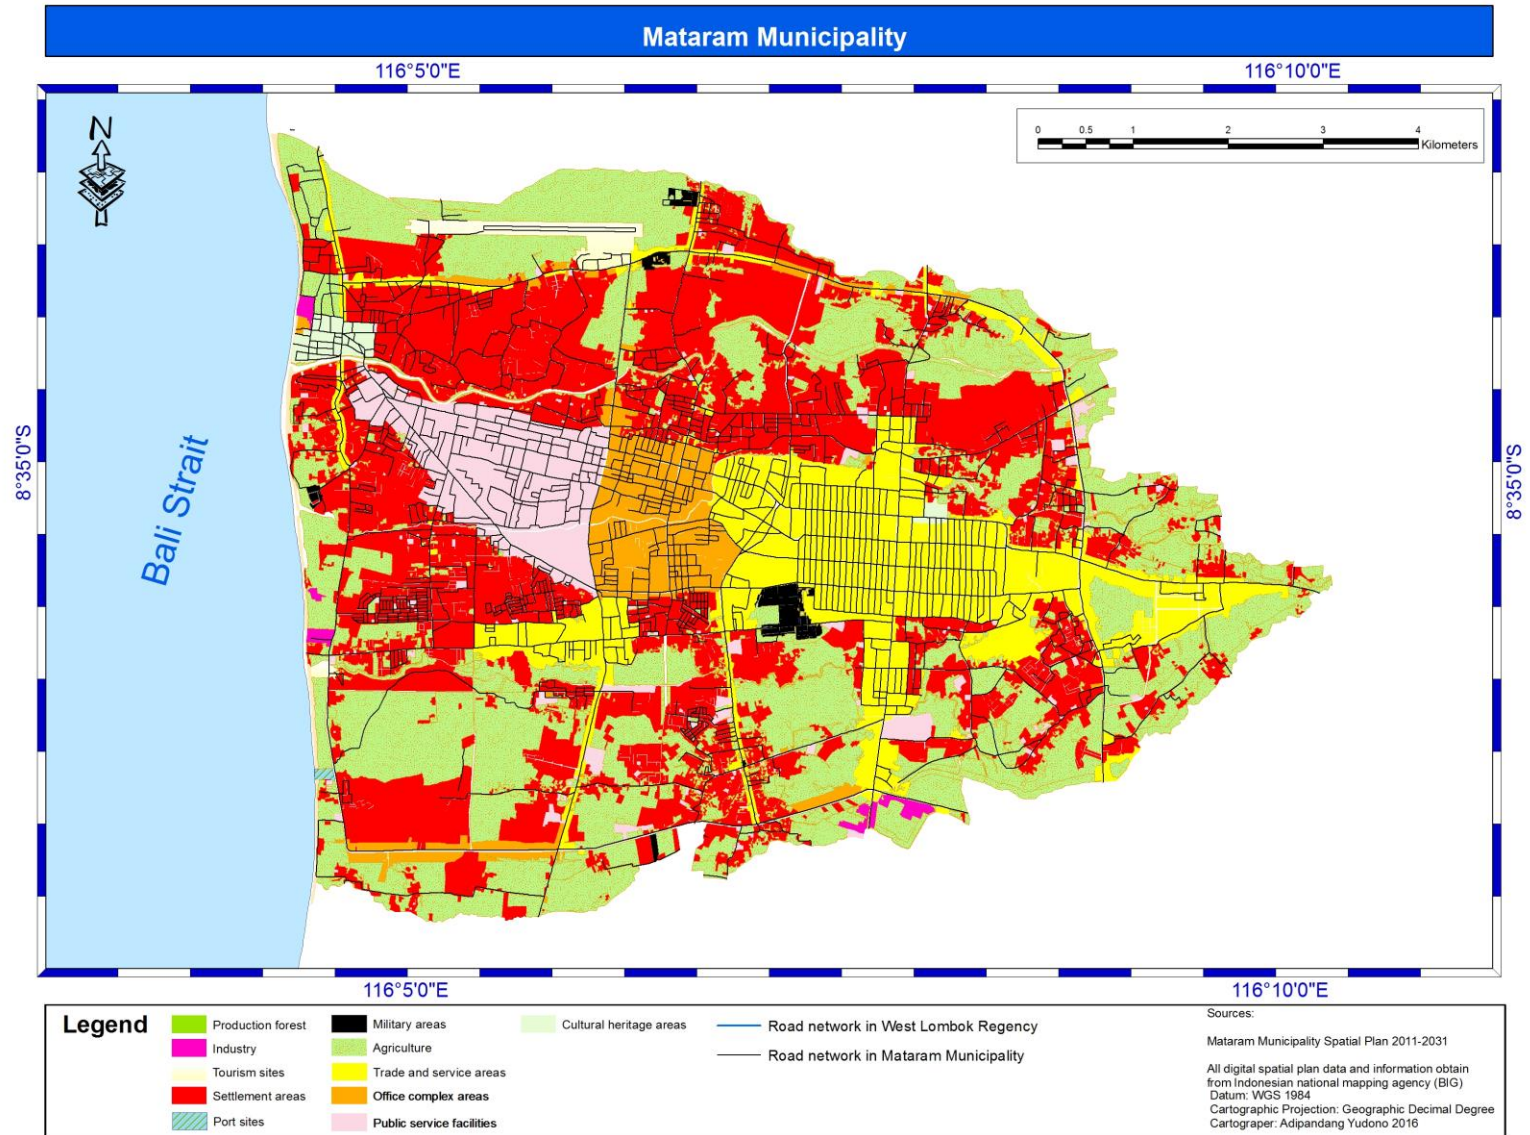 Mataram Municipality
116°5'0"E
116°10'0"E
N
0 0.5 1 2 3 4
Kilometers
8°35'0"S
8°35'0"S
Bali Strait
116°5'0"E
116°10'0"E
Legend
Production forest
Industry
Tourism sites
Settlement areas
Port sites
Military areas
Agriculture
Trade and service areas
Office complex areas
Public service facilities
Cultural heritage areas
Road network in West Lombok Regency
Road network in Mataram Municipality
Sources:
Mataram Municipality Spatial Plan 2011-2031
All digital spatial plan data and information obtain
from Indonesian national mapping agency (BIG)
Datum: WGS 1984
Cartographic Projection: Geographic Decimal Degree
Cartograper: Adipandang Yudono 2016